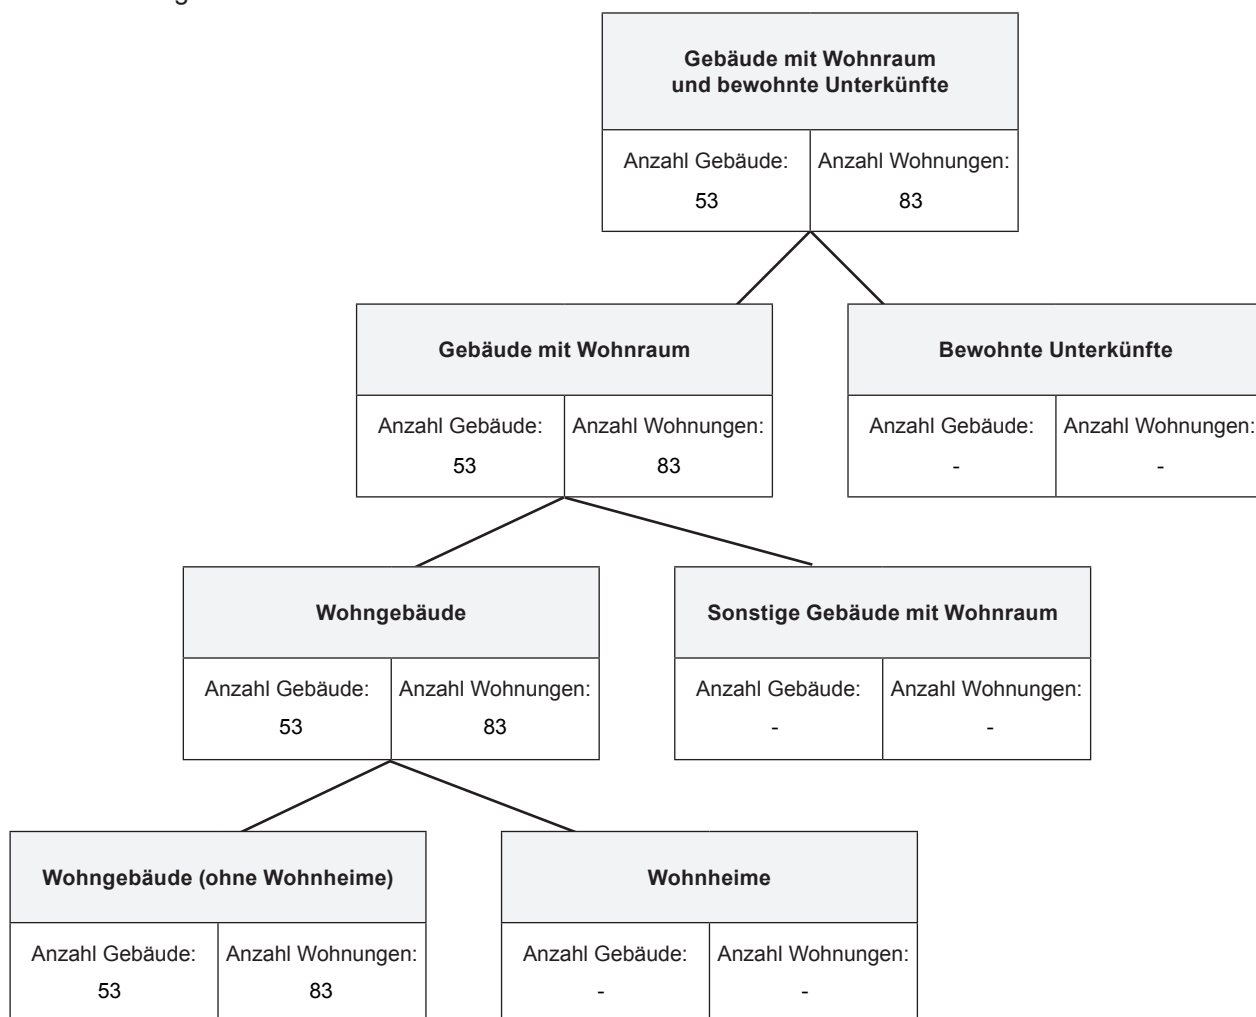 Gebäude mit Wohnraum
und bewohnte Unterkünfte
Anzahl Gebäude: Anzahl Wohnungen:
53 83
Gebäude mit Wohnraum
Bewohnte Unterkünfte
Anzahl Gebäude: Anzahl Wohnungen:
53 83
Anzahl Gebäude: Anzahl Wohnungen:
- -
Wohngebäude
Sonstige Gebäude mit Wohnraum
Anzahl Gebäude: Anzahl Wohnungen:
53 83
Anzahl Gebäude: Anzahl Wohnungen:
- -
Wohngebäude (ohne Wohnheime)
Wohnheime
Anzahl Gebäude: Anzahl Wohnungen:
53 83
Anzahl Gebäude: Anzahl Wohnungen:
- -